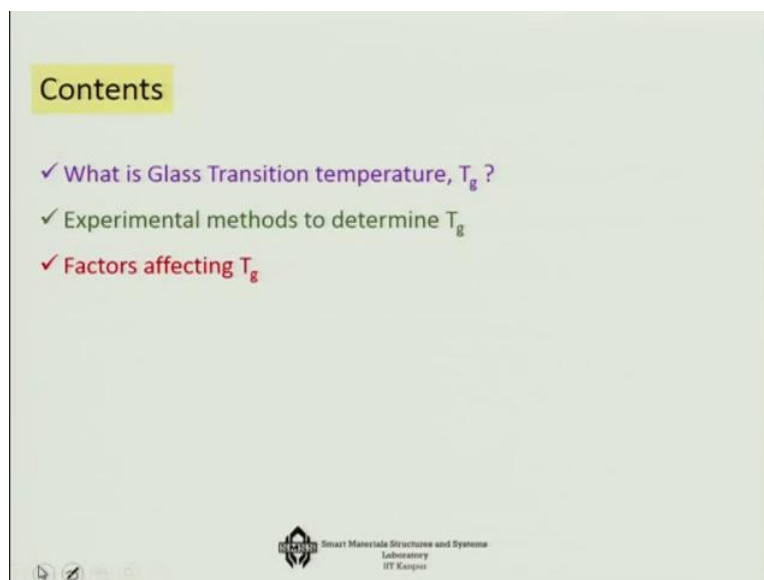 Contents
✓ What is Glass Transition temperature, Tg ?
✓ Experimental methods to determine Tg
✓ Factors affecting Tg
Smart Materials Structures and Systems
Laboratory
IIT Kanpur